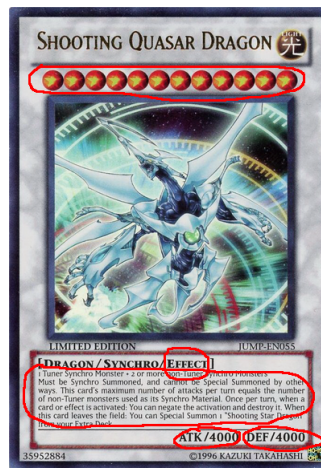 SHOOTING QUASAR DRAGON
LIGHT
光
LIMITED EDITION
JUMP-EN055
[DRAGON/SYNCHRO/EFFECT]
1 Tuner Synchro Monster + 2 or more non-Tuner Synchro Monsters
Must be Synchro Summoned, and cannot be Special Summoned by other
ways. This card's maximum number of attacks per turn equals the number
of non-Tuner monsters used as its Synchro Material. Once per turn, when a
card or effect is activated: You can negate the activation and destroy it. When
this card leaves the field: You can Special Summon 1 "Shooting Star Dragon"
from your Extra Deck.
ATK/4000 DEF/4000
35952884
©1996 KAZUKI TAKAHASHI